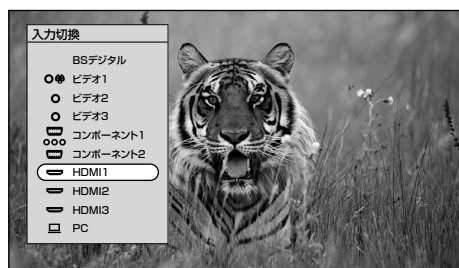 入力切換
BSデジタル
ビデオ1
ビデオ2
ビデオ3
コンポーネント1
コンポーネント2
HDMI1
HDMI2
HDMI3
PC